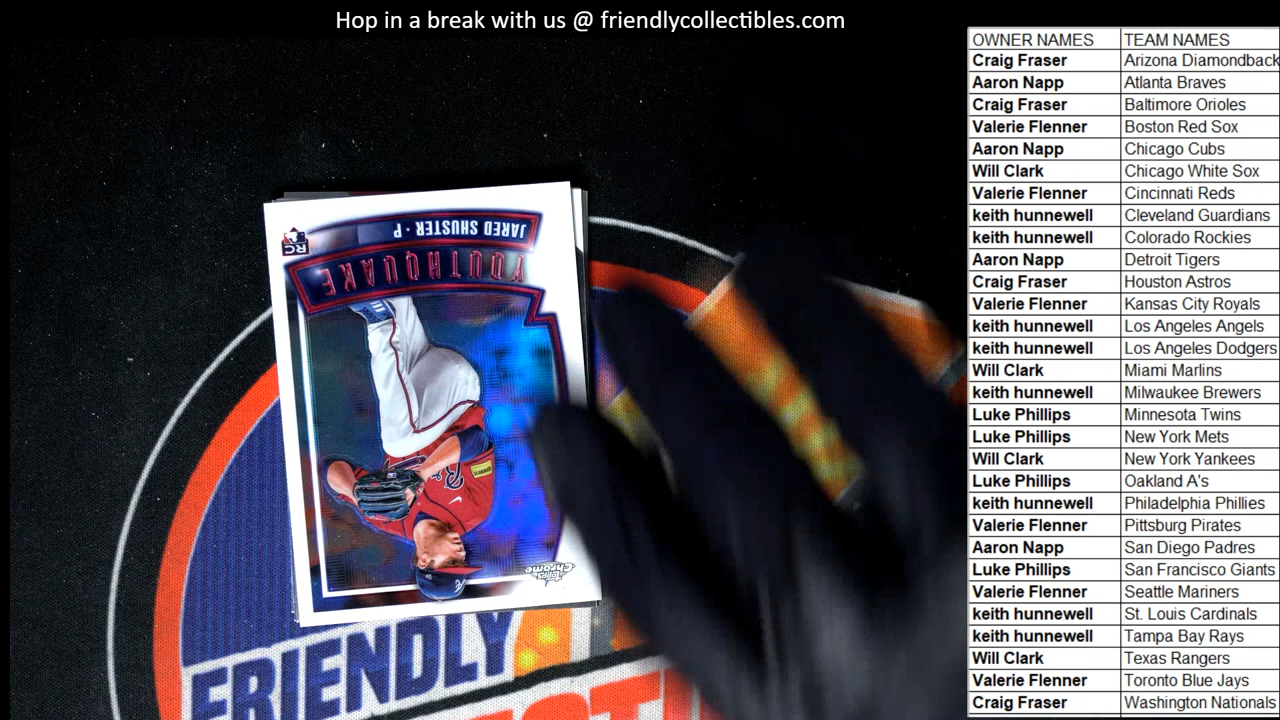 Hop in a break with us @ friendlycollectibles.com
OWNER NAMES TEAM NAMES
Craig Fraser Arizona Diamondback
Aaron Napp Atlanta Braves
Craig Fraser Baltimore Orioles
Valerie Flenner Boston Red Sox
Aaron Napp Chicago Cubs
Will Clark Chicago White Sox
Valerie Flenner Cincinnati Reds
keith hunnewell Cleveland Guardians
keith hunnewell Colorado Rockies
Aaron Napp Detroit Tigers
Craig Fraser Houston Astros
Valerie Flenner Kansas City Royals
keith hunnewell Los Angeles Angels
keith hunnewell Los Angeles Dodgers
Will Clark Miami Marlins
keith hunnewell Milwaukee Brewers
Luke Phillips Minnesota Twins
Luke Phillips New York Mets
Will Clark New York Yankees
Luke Phillips Oakland A's
keith hunnewell Philadelphia Phillies
Valerie Flenner Pittsburg Pirates
Aaron Napp San Diego Padres
Luke Phillips San Francisco Giants
Valerie Flenner Seattle Mariners
keith hunnewell St. Louis Cardinals
keith hunnewell Tampa Bay Rays
Will Clark Texas Rangers
Valerie Flenner Toronto Blue Jays
Craig Fraser Washington Nationals
JARED SHUSTER · P
RC
YOUTHQUAKE
Topps
Chrome
FRIENDLY